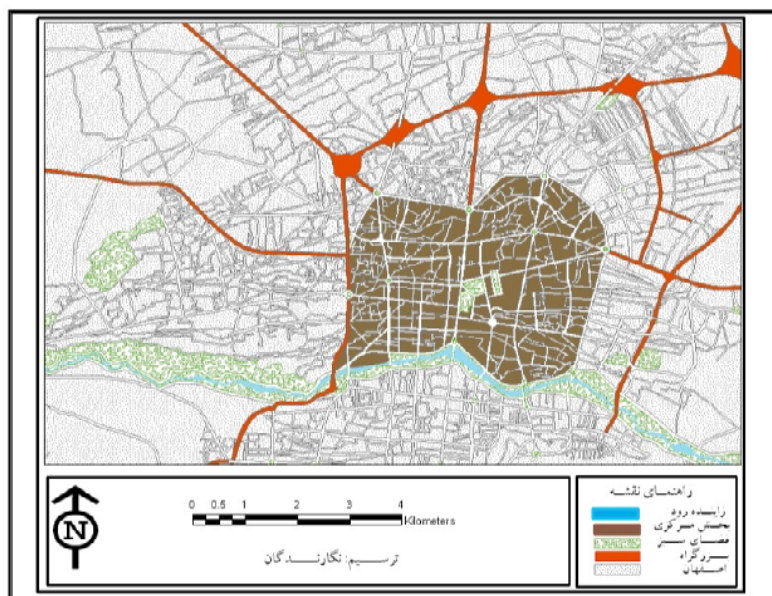 0 0.5 1 2 3 4
Kilometers
N
ترسیم: نگارندگان
راهنمای نقشه
زاینده رود
بخش مرکزی
فضای سبز
بزرگراه
اصفهان